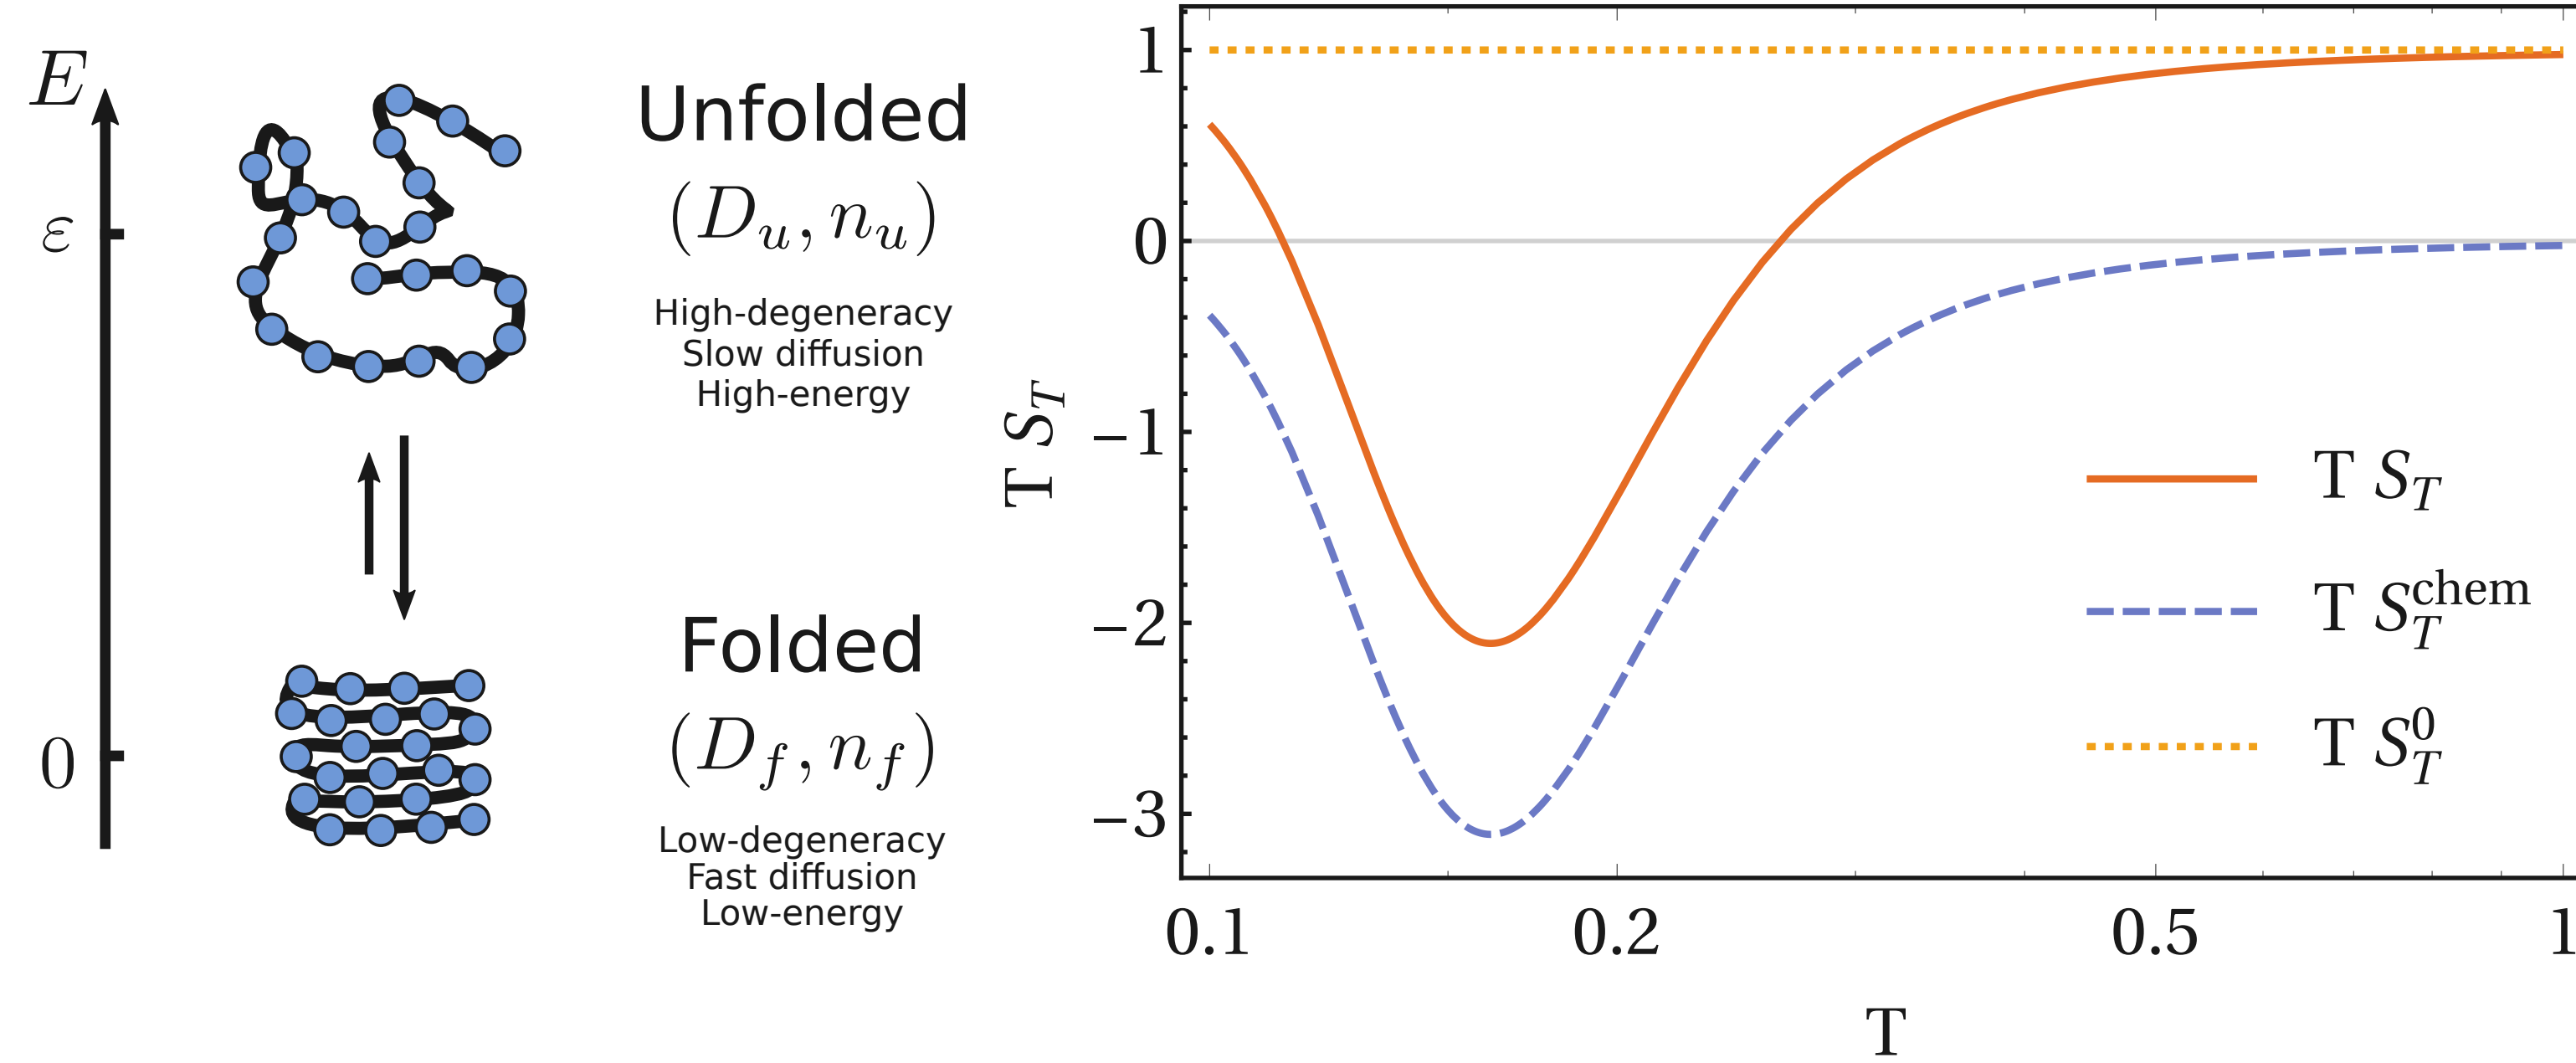 E
ε
0
Unfolded
(D_u, n_u)
High-degeneracy
Slow diffusion
High-energy
Folded
(D_f, n_f)
Low-degeneracy
Fast diffusion
Low-energy
T S_T
1
0
−1
−2
−3
0.1
0.2
0.5
1
T
T S_T
T S_T^chem
T S_T^0